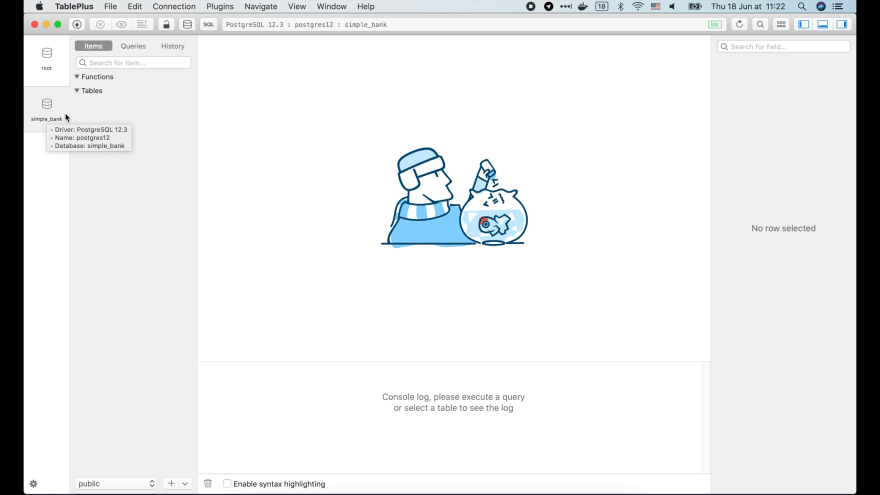 TablePlus File Edit Connection Plugins Navigate View Window Help 18 Thu 18 Jun at 11:22
SQL PostgreSQL 12.3 : postgres12 : simple_bank loc
root
simple_bank
- Driver: PostgreSQL 12.3
- Name: postgres12
- Database: simple_bank
Items Queries History
Search for item...
Functions
Tables
Search for field...
No row selected
Console log, please execute a query
or select a table to see the log
public
Enable syntax highlighting